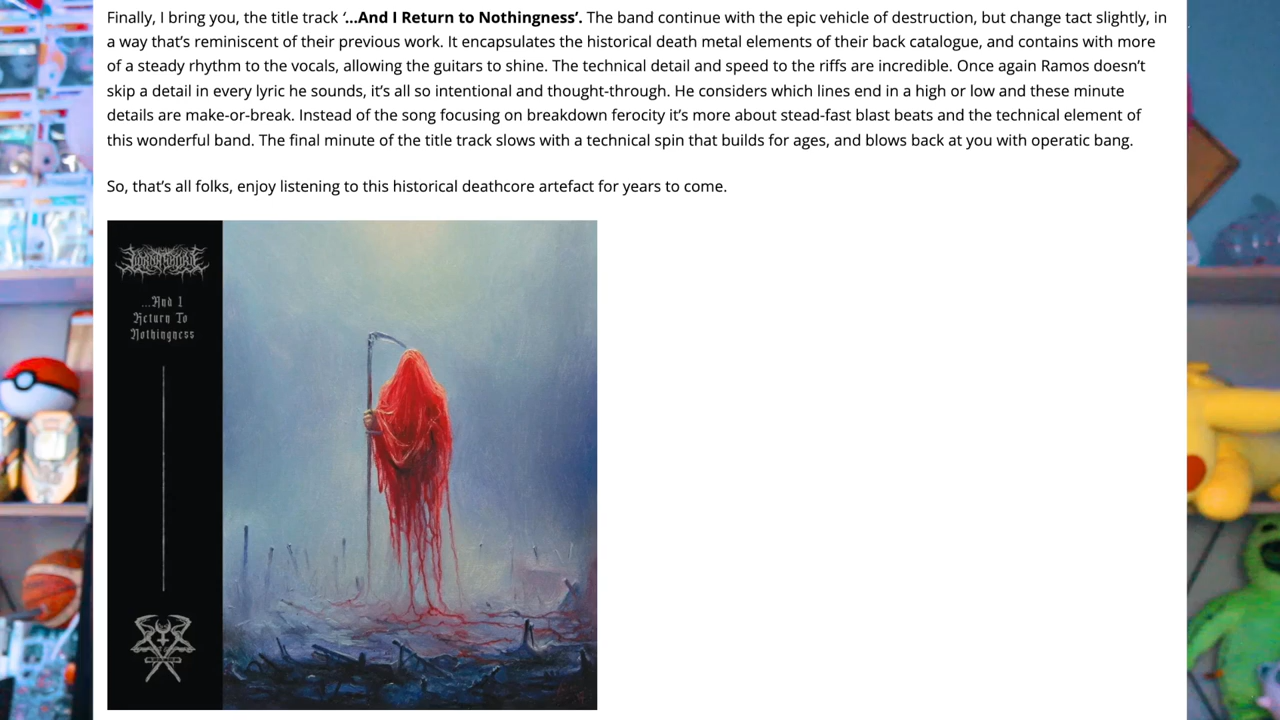 Finally, I bring you, the title track ‘…And I Return to Nothingness’. The band continue with the epic vehicle of destruction, but change tact slightly, in
a way that’s reminiscent of their previous work. It encapsulates the historical death metal elements of their back catalogue, and contains with more
of a steady rhythm to the vocals, allowing the guitars to shine. The technical detail and speed to the riffs are incredible. Once again Ramos doesn’t
skip a detail in every lyric he sounds, it’s all so intentional and thought-through. He considers which lines end in a high or low and these minute
details are make-or-break. Instead of the song focusing on breakdown ferocity it’s more about stead-fast blast beats and the technical element of
this wonderful band. The final minute of the title track slows with a technical spin that builds for ages, and blows back at you with operatic bang.
So, that’s all folks, enjoy listening to this historical deathcore artefact for years to come.
Lorna Shore
...And I
Return To
Nothingness